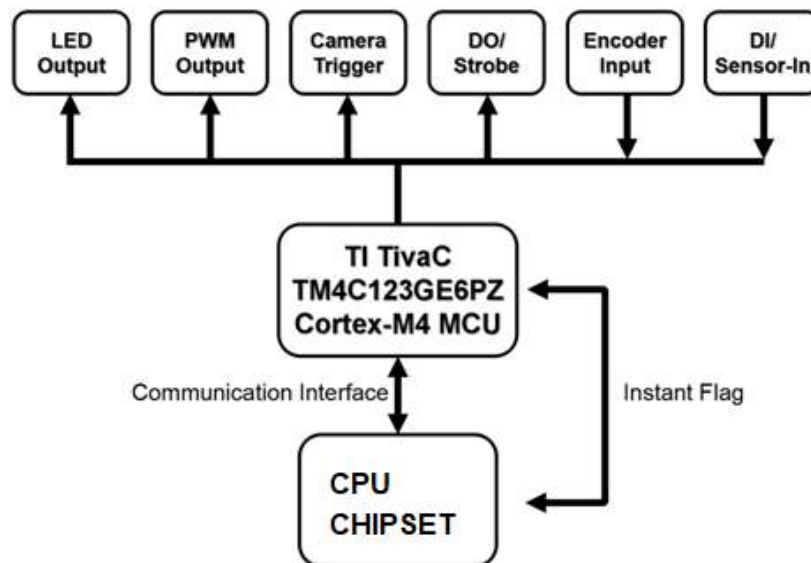 LED
Output
PWM
Output
Camera
Trigger
DO/
Strobe
Encoder
Input
DI/
Sensor-In
TI TivaC
TM4C123GE6PZ
Cortex-M4 MCU
Communication Interface
Instant Flag
CPU
CHIPSET